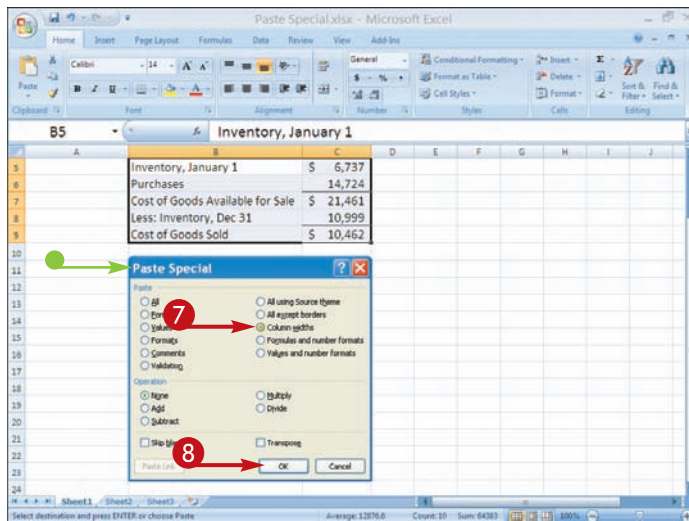 Paste Special.xlsx - Microsoft Excel
Home Insert Page Layout Formulas Data Review View Add-Ins
Paste
Calibri 14 A A
B I U
General
$ % ,
Conditional Formatting
Format as Table
Cell Styles
Insert
Delete
Format
Σ
Sort & Filter
Find & Select
Clipboard Font Alignment Number Styles Cells Editing
B5 fx Inventory, January 1
A B C D E F G H I J
5 Inventory, January 1 $ 6,737
6 Purchases 14,724
7 Cost of Goods Available for Sale $ 21,461
8 Less: Inventory, Dec 31 10,999
9 Cost of Goods Sold $ 10,462
10
11
12
13
14
15
16
17
18
19
20
21
22
23
24
Paste Special ?
Paste
All All using Source theme
All except borders
Values 7 Column widths
Formats Formulas and number formats
Comments Values and number formats
Validation
Operation
None Multiply
Add Divide
Subtract
Skip Transpose
8
Paste Link OK Cancel
Sheet1 Sheet2 Sheet3
Select destination and press ENTER or choose Paste Average: 12876.6 Count: 10 Sum: 64383 100%